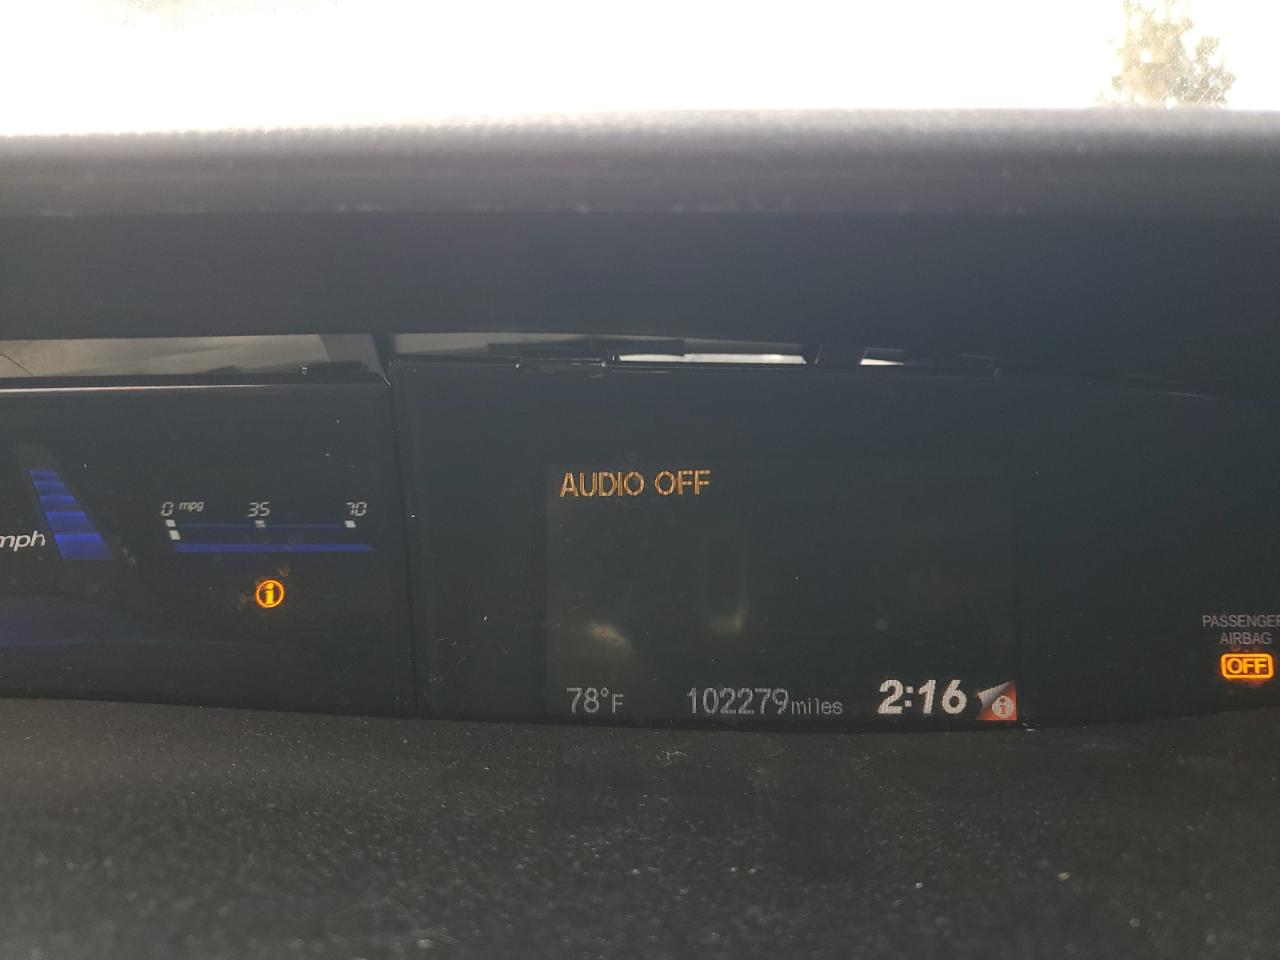 mph
0 mpg 35 70
AUDIO OFF
78°F 102279miles 2:16
PASSENGER
AIRBAG
OFF